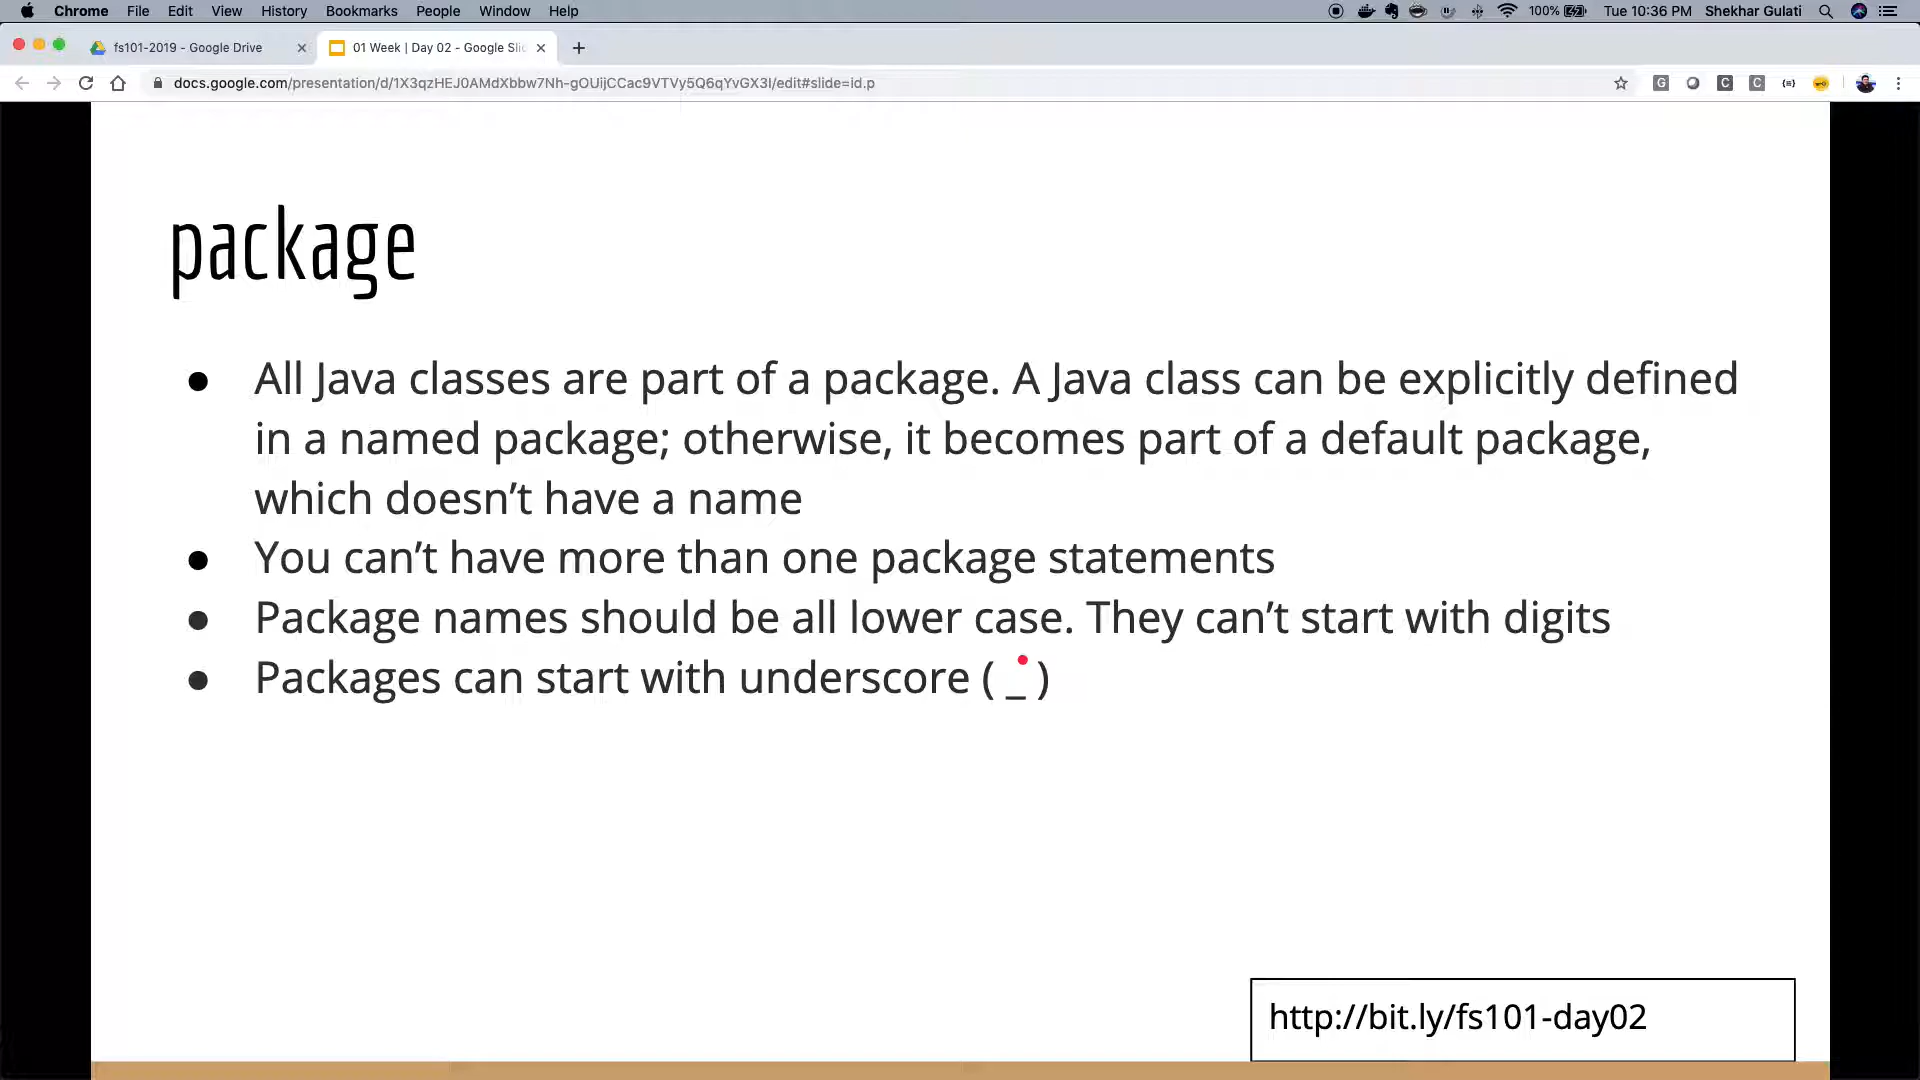 Chrome File Edit View History Bookmarks People Window Help 100% Tue 10:36 PM Shekhar Gulati
fs101-2019 - Google Drive 01 Week | Day 02 - Google Slic
docs.google.com/presentation/d/1X3qzHEJ0AMdXbbw7Nh-gOUijCCac9VTVy5Q6qYvGX3I/edit#slide=id.p
package
● All Java classes are part of a package. A Java class can be explicitly defined
in a named package; otherwise, it becomes part of a default package,
which doesn’t have a name
● You can’t have more than one package statements
● Package names should be all lower case. They can’t start with digits
● Packages can start with underscore ( _ )
http://bit.ly/fs101-day02